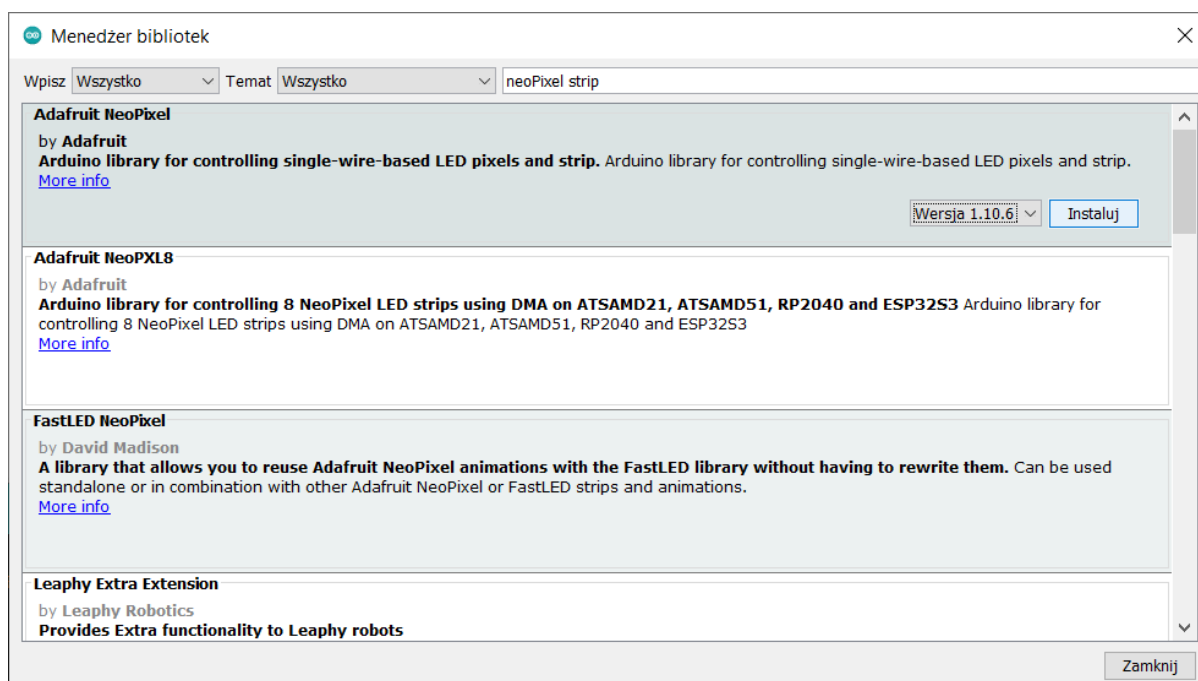 Menedżer bibliotek
Wpisz Wszystko Temat Wszystko neoPixel strip
Adafruit NeoPixel
by Adafruit
Arduino library for controlling single-wire-based LED pixels and strip. Arduino library for controlling single-wire-based LED pixels and strip.
More info
Wersja 1.10.6 Instaluj
Adafruit NeoPXL8
by Adafruit
Arduino library for controlling 8 NeoPixel LED strips using DMA on ATSAMD21, ATSAMD51, RP2040 and ESP32S3 Arduino library for
controlling 8 NeoPixel LED strips using DMA on ATSAMD21, ATSAMD51, RP2040 and ESP32S3
More info
FastLED NeoPixel
by David Madison
A library that allows you to reuse Adafruit NeoPixel animations with the FastLED library without having to rewrite them. Can be used
standalone or in combination with other Adafruit NeoPixel or FastLED strips and animations.
More info
Leaphy Extra Extension
by Leaphy Robotics
Provides Extra functionality to Leaphy robots
Zamknij